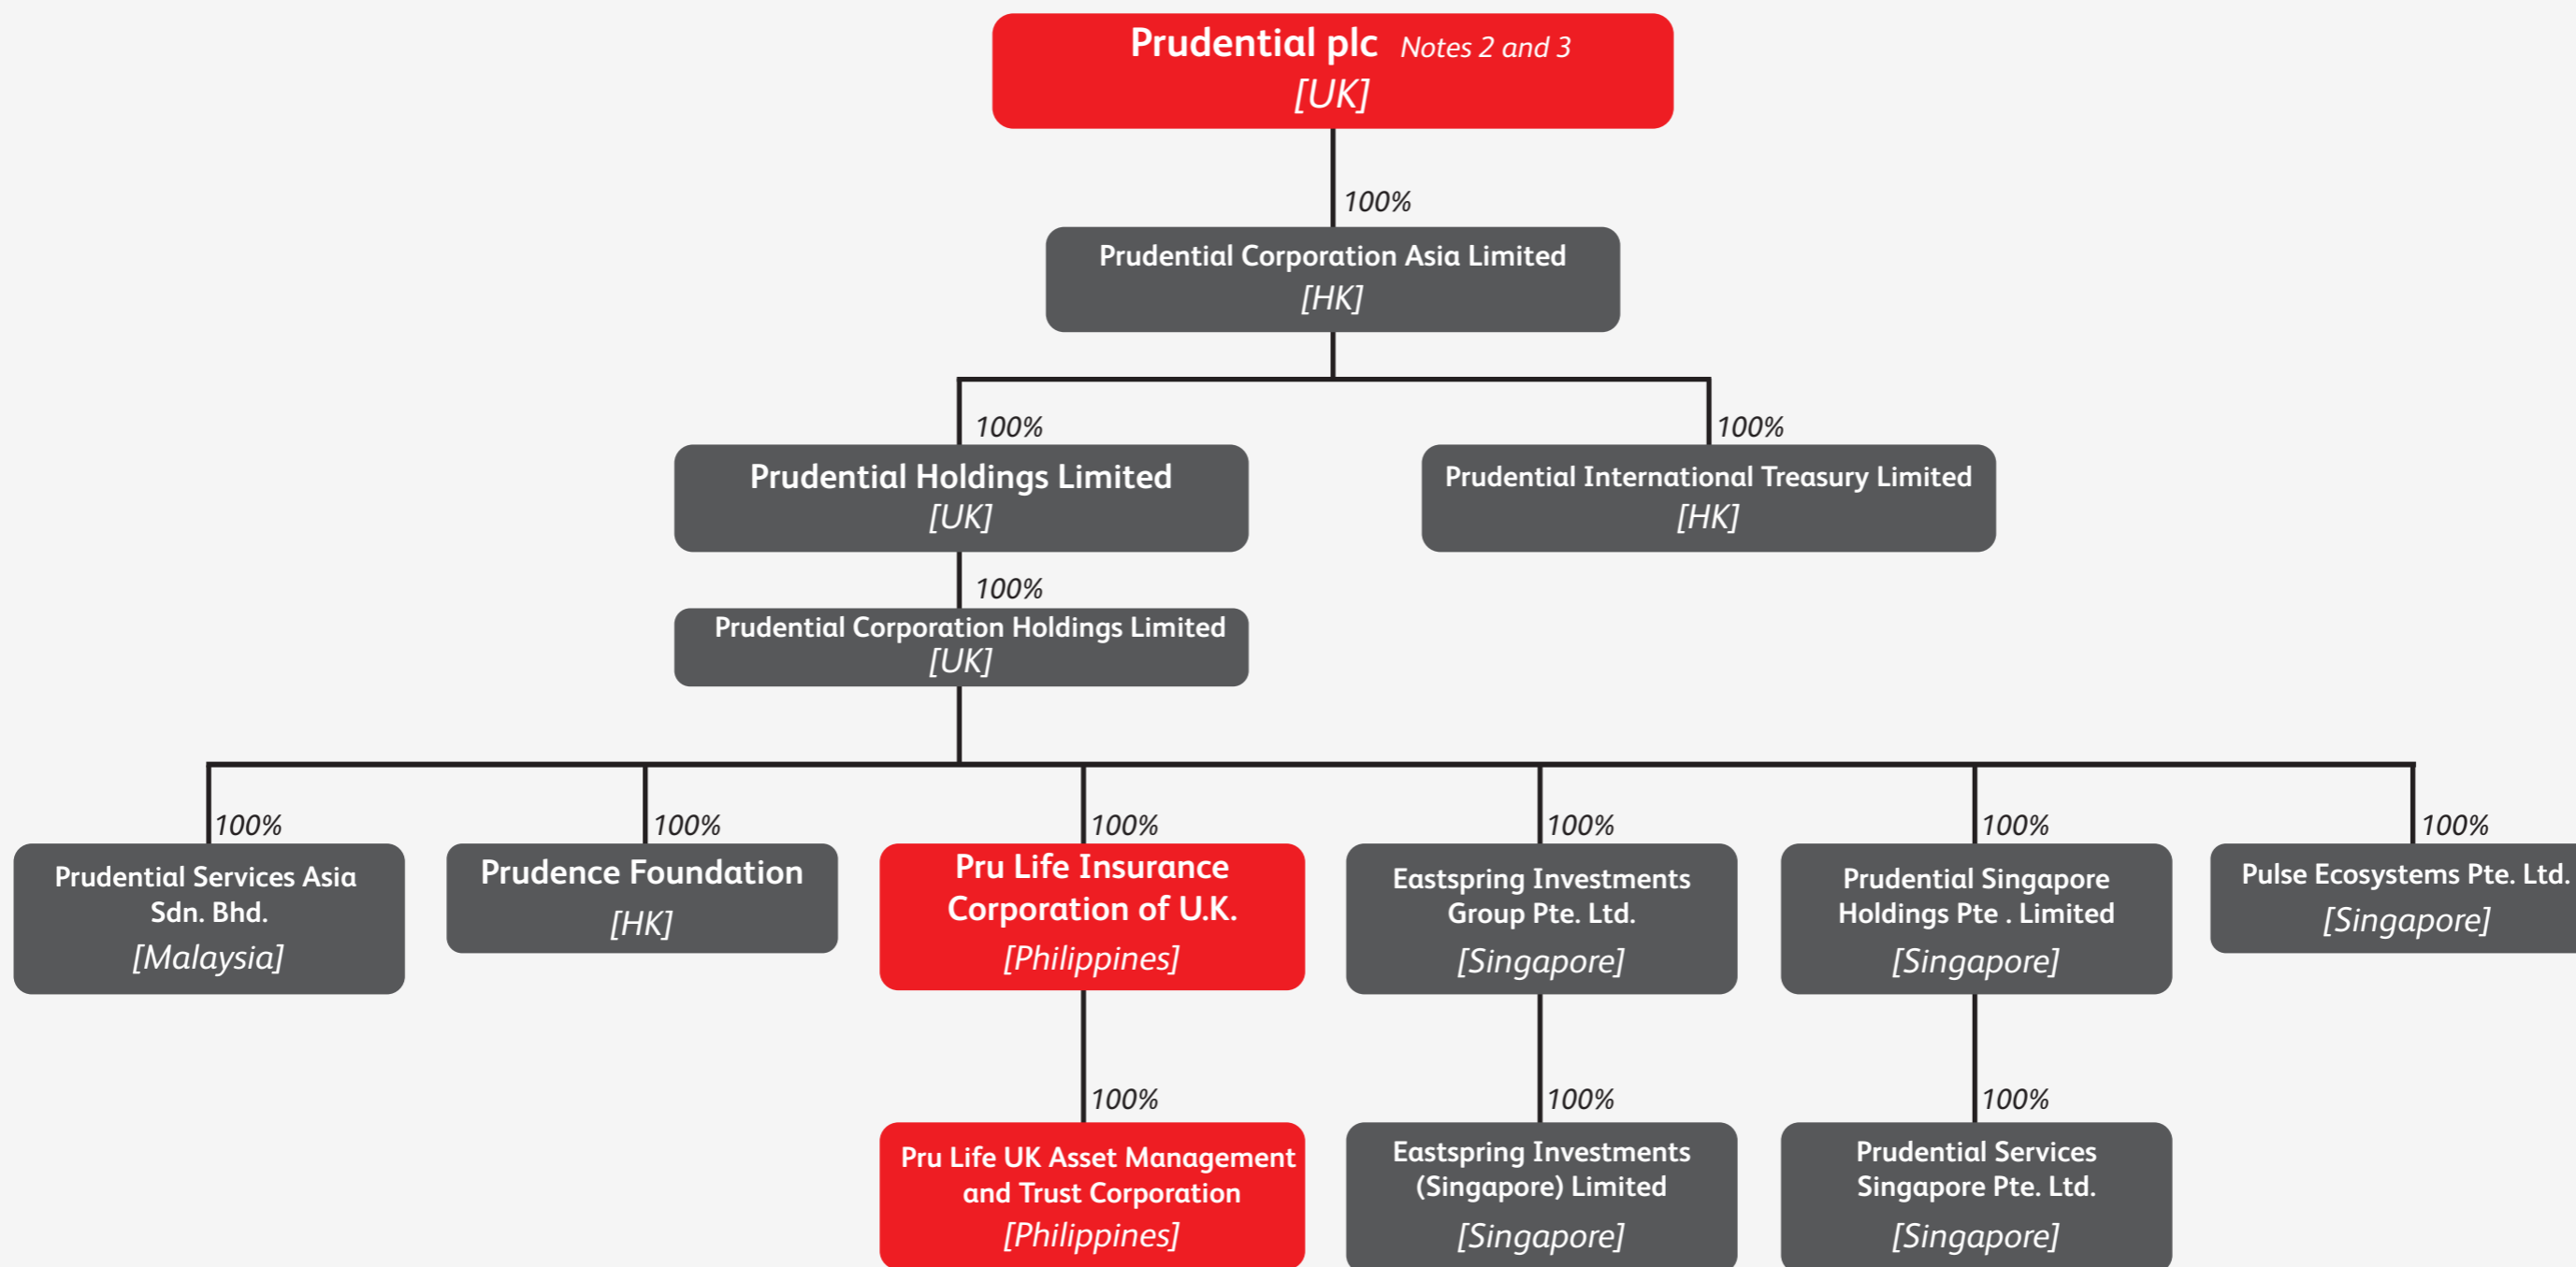 Prudential plc Notes 2 and 3
[UK]
100%
Prudential Corporation Asia Limited
[HK]
100%
100%
Prudential Holdings Limited
[UK]
Prudential International Treasury Limited
[HK]
100%
Prudential Corporation Holdings Limited
[UK]
100%
100%
100%
100%
100%
100%
Prudential Services Asia
Sdn. Bhd.
[Malaysia]
Prudence Foundation
[HK]
Pru Life Insurance
Corporation of U.K.
[Philippines]
Eastspring Investments
Group Pte. Ltd.
[Singapore]
Prudential Singapore
Holdings Pte . Limited
[Singapore]
Pulse Ecosystems Pte. Ltd.
[Singapore]
100%
100%
100%
Pru Life UK Asset Management
and Trust Corporation
[Philippines]
Eastspring Investments
(Singapore) Limited
[Singapore]
Prudential Services
Singapore Pte. Ltd.
[Singapore]